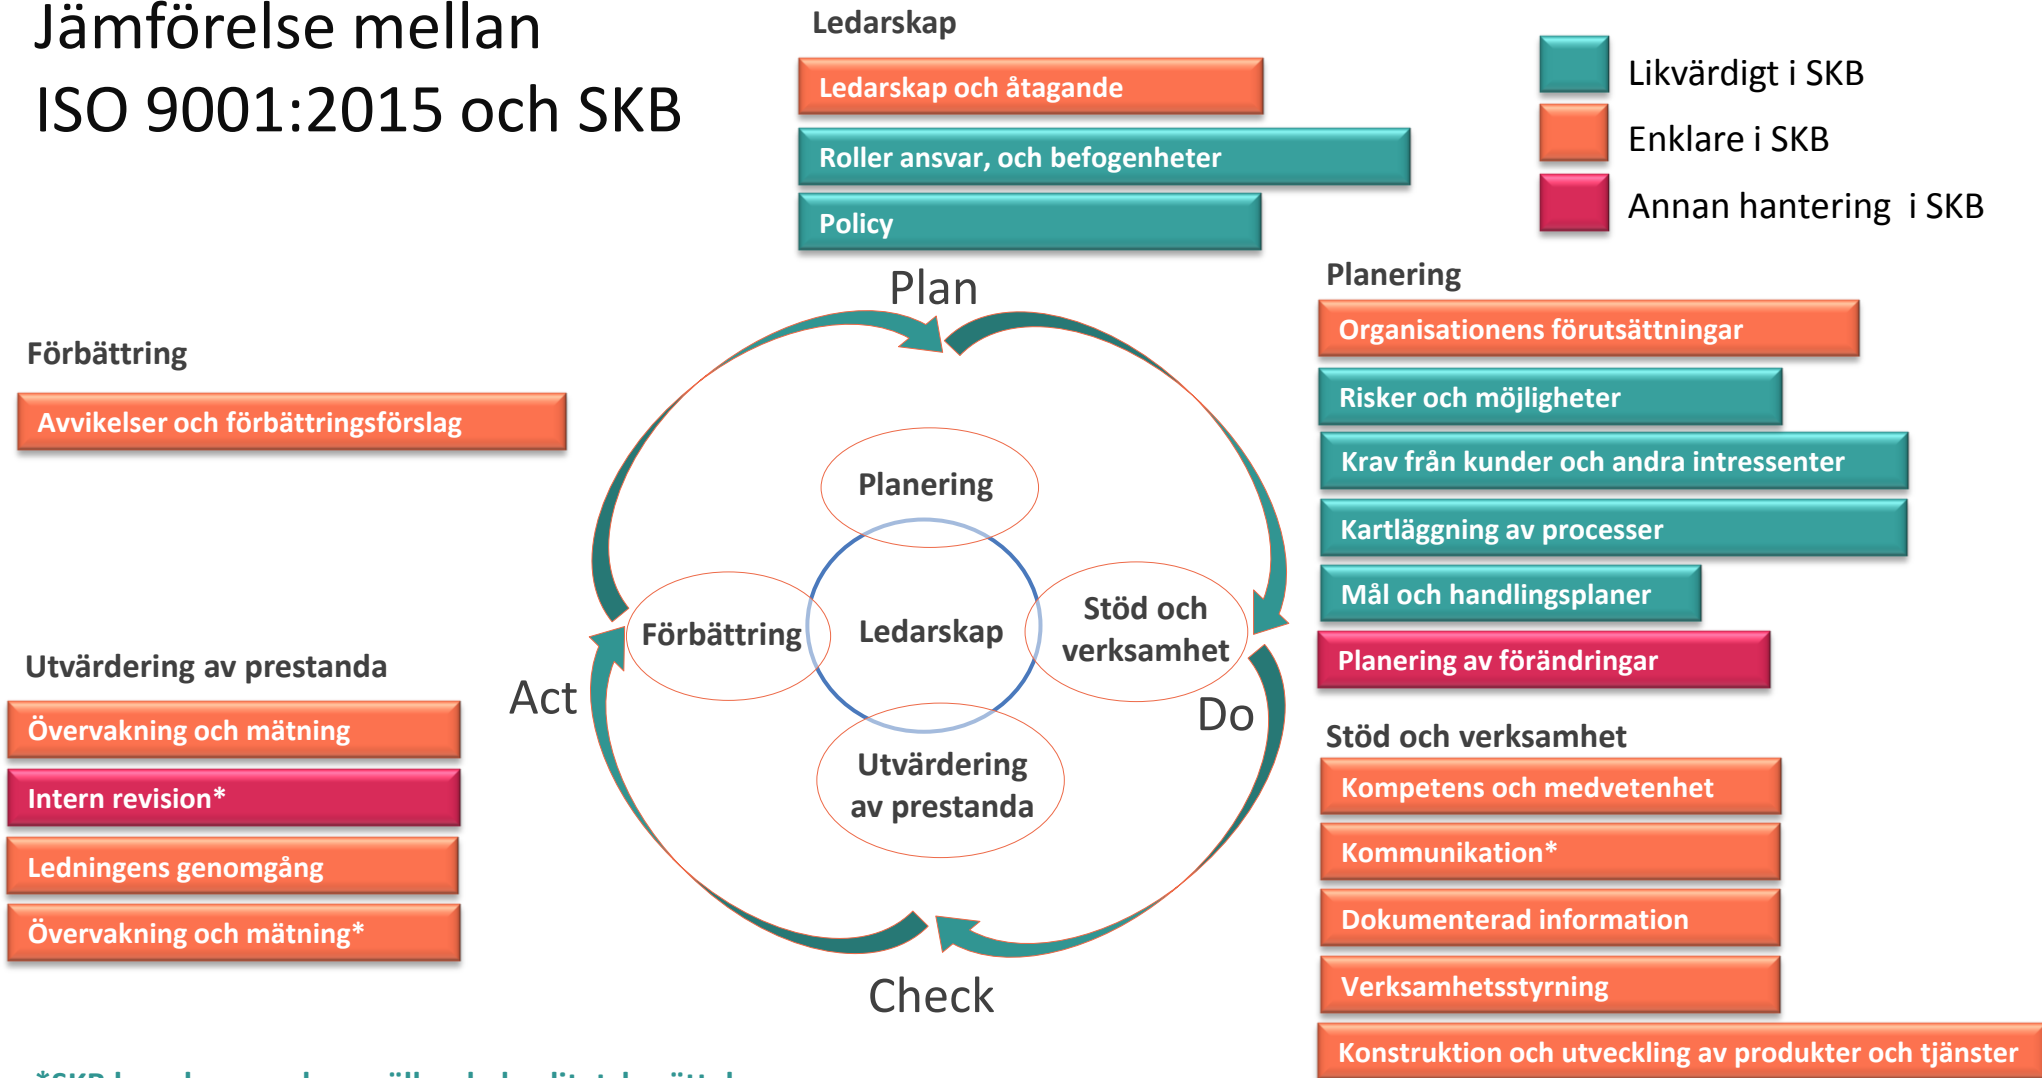 Jämförelse mellan
ISO 9001:2015 och SKB
Ledarskap
Ledarskap och åtagande
Roller ansvar, och befogenheter
Policy
Likvärdigt i SKB
Enklare i SKB
Annan hantering i SKB
Plan
Planering
Organisationens förutsättningar
Risker och möjligheter
Krav från kunder och andra intressenter
Kartläggning av processer
Mål och handlingsplaner
Planering av förändringar
Förbättring
Avvikelser och förbättringsförslag
Planering
Förbättring
Ledarskap
Stöd och
verksamhet
Utvärdering
av prestanda
Act
Do
Check
Utvärdering av prestanda
Övervakning och mätning
Intern revision*
Ledningens genomgång
Övervakning och mätning*
Stöd och verksamhet
Kompetens och medvetenhet
Kommunikation*
Dokumenterad information
Verksamhetsstyrning
Konstruktion och utveckling av produkter och tjänster
*SKB